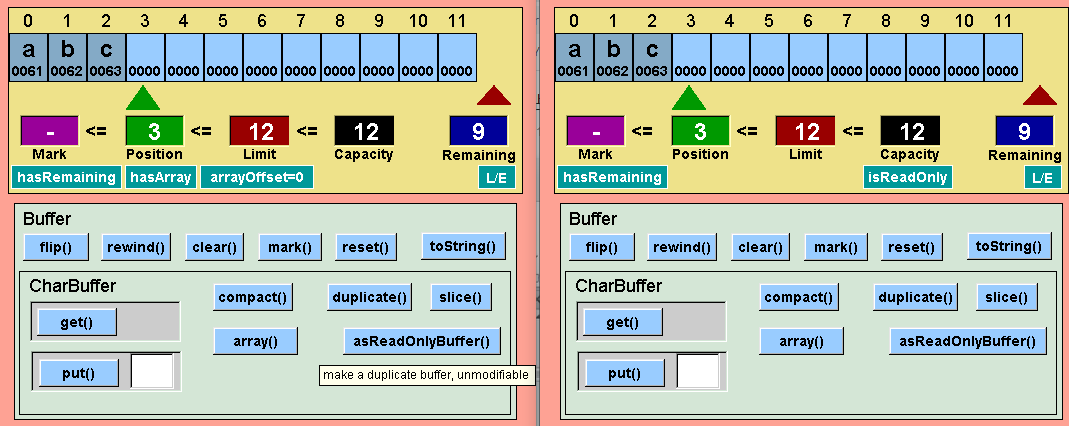 0 1 2 3 4 5 6 7 8 9 10 11
a b c
0061 0062 0063 0000 0000 0000 0000 0000 0000 0000 0000 0000
- <= 3 <= 12 <= 12 9
Mark Position Limit Capacity Remaining
hasRemaining hasArray arrayOffset=0 L/E
Buffer
flip() rewind() clear() mark() reset() toString()
CharBuffer
compact() duplicate() slice()
get()
array() asReadOnlyBuffer()
put()
make a duplicate buffer, unmodifiable
0 1 2 3 4 5 6 7 8 9 10 11
a b c
0061 0062 0063 0000 0000 0000 0000 0000 0000 0000 0000 0000
- <= 3 <= 12 <= 12 9
Mark Position Limit Capacity Remaining
hasRemaining isReadOnly L/E
Buffer
flip() rewind() clear() mark() reset() toString()
CharBuffer
compact() duplicate() slice()
get()
array() asReadOnlyBuffer()
put()